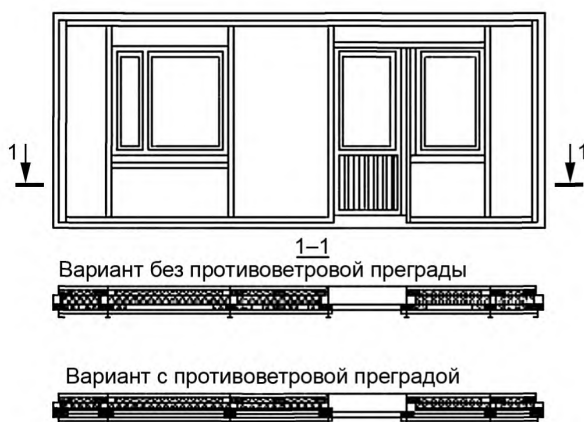 1 1
1–1
Вариант без противоветровой преграды
Вариант с противоветровой преградой